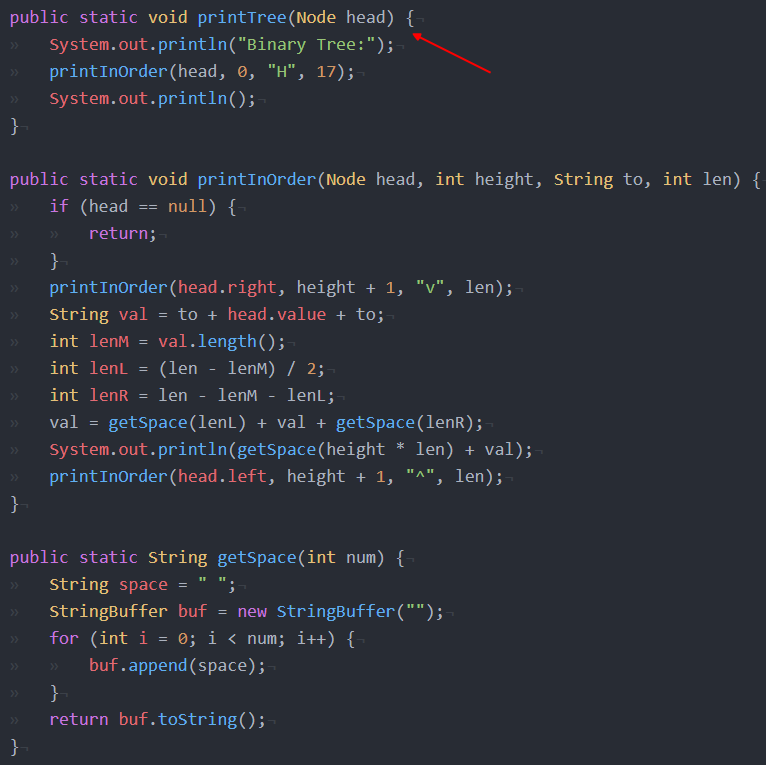 public static void printTree(Node head) {¬
»   System.out.println("Binary Tree:");¬
»   printInOrder(head, 0, "H", 17);¬
»   System.out.println();¬
}¬

public static void printInOrder(Node head, int height, String to, int len) {
»   if (head == null) {¬
»   »   return;¬
»   }¬
»   printInOrder(head.right, height + 1, "v", len);¬
»   String val = to + head.value + to;¬
»   int lenM = val.length();¬
»   int lenL = (len - lenM) / 2;¬
»   int lenR = len - lenM - lenL;¬
»   val = getSpace(lenL) + val + getSpace(lenR);¬
»   System.out.println(getSpace(height * len) + val);¬
»   printInOrder(head.left, height + 1, "^", len);¬
}¬

public static String getSpace(int num) {¬
»   String space = " ";¬
»   StringBuffer buf = new StringBuffer("");¬
»   for (int i = 0; i < num; i++) {¬
»   »   buf.append(space);¬
»   }¬
»   return buf.toString();¬
}¬